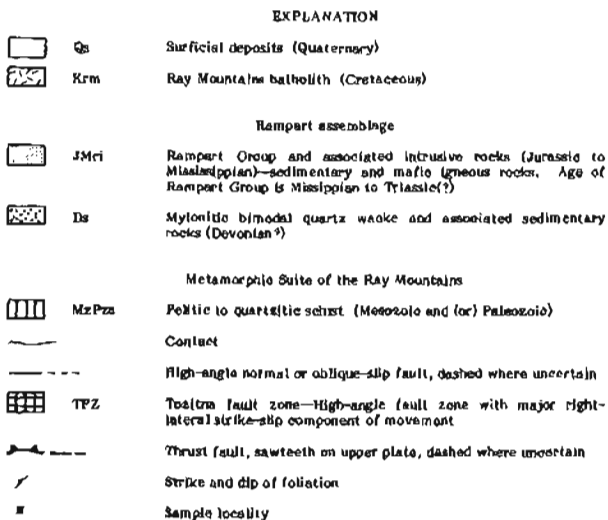 EXPLANATION
Qs Surficial deposits (Quaternary)
Krm Ray Mountains batholith (Cretaceous)
Rampart assemblage
JMri Rampart Group and associated intrusive rocks (Jurassic to
Mississippian)—sedimentary and mafic igneous rocks. Age of
Rampart Group is Missippian to Triassic(?)
Ds Mylonitic bimodal quartz wacke and associated sedimentary
rocks (Devonian?)
Metamorphic Suite of the Ray Mountains
MzPzs Pelitic to quartzitic schist (Mesozoic and (or) Paleozoic)
Contact
High-angle normal or oblique-slip fault, dashed where uncertain
TFZ Tozitna fault zone—High-angle fault zone with major right-
lateral strike-slip component of movement
Thrust fault, sawteeth on upper plate, dashed where uncertain
Strike and dip of foliation
Sample locality